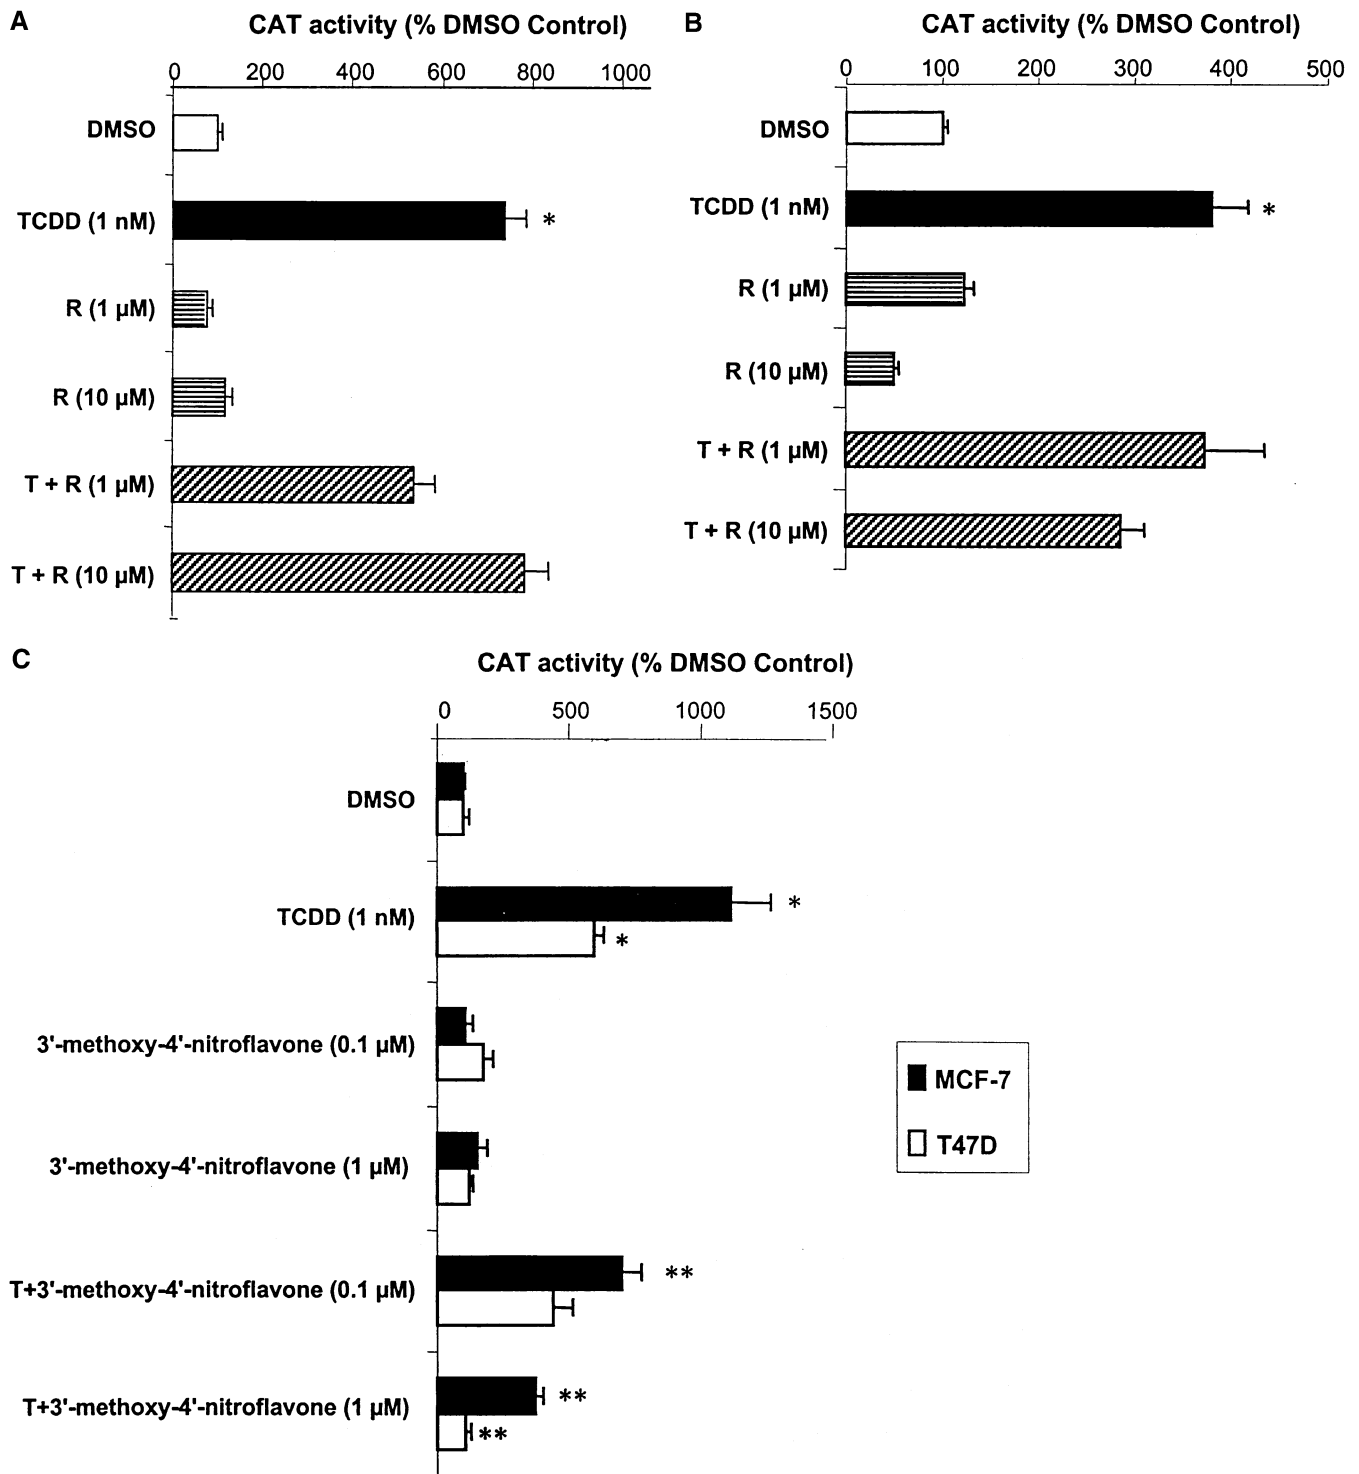 A
CAT activity (% DMSO Control)
0 200 400 600 800 1000
DMSO
TCDD (1 nM)
*
R (1 µM)
R (10 µM)
T + R (1 µM)
T + R (10 µM)
B
CAT activity (% DMSO Control)
0 100 200 300 400 500
DMSO
TCDD (1 nM)
*
R (1 µM)
R (10 µM)
T + R (1 µM)
T + R (10 µM)
C
CAT activity (% DMSO Control)
0 500 1000 1500
DMSO
TCDD (1 nM)
*
*
3'-methoxy-4'-nitroflavone (0.1 µM)
3'-methoxy-4'-nitroflavone (1 µM)
T+3'-methoxy-4'-nitroflavone (0.1 µM)
**
T+3'-methoxy-4'-nitroflavone (1 µM)
**
**
MCF-7
T47D